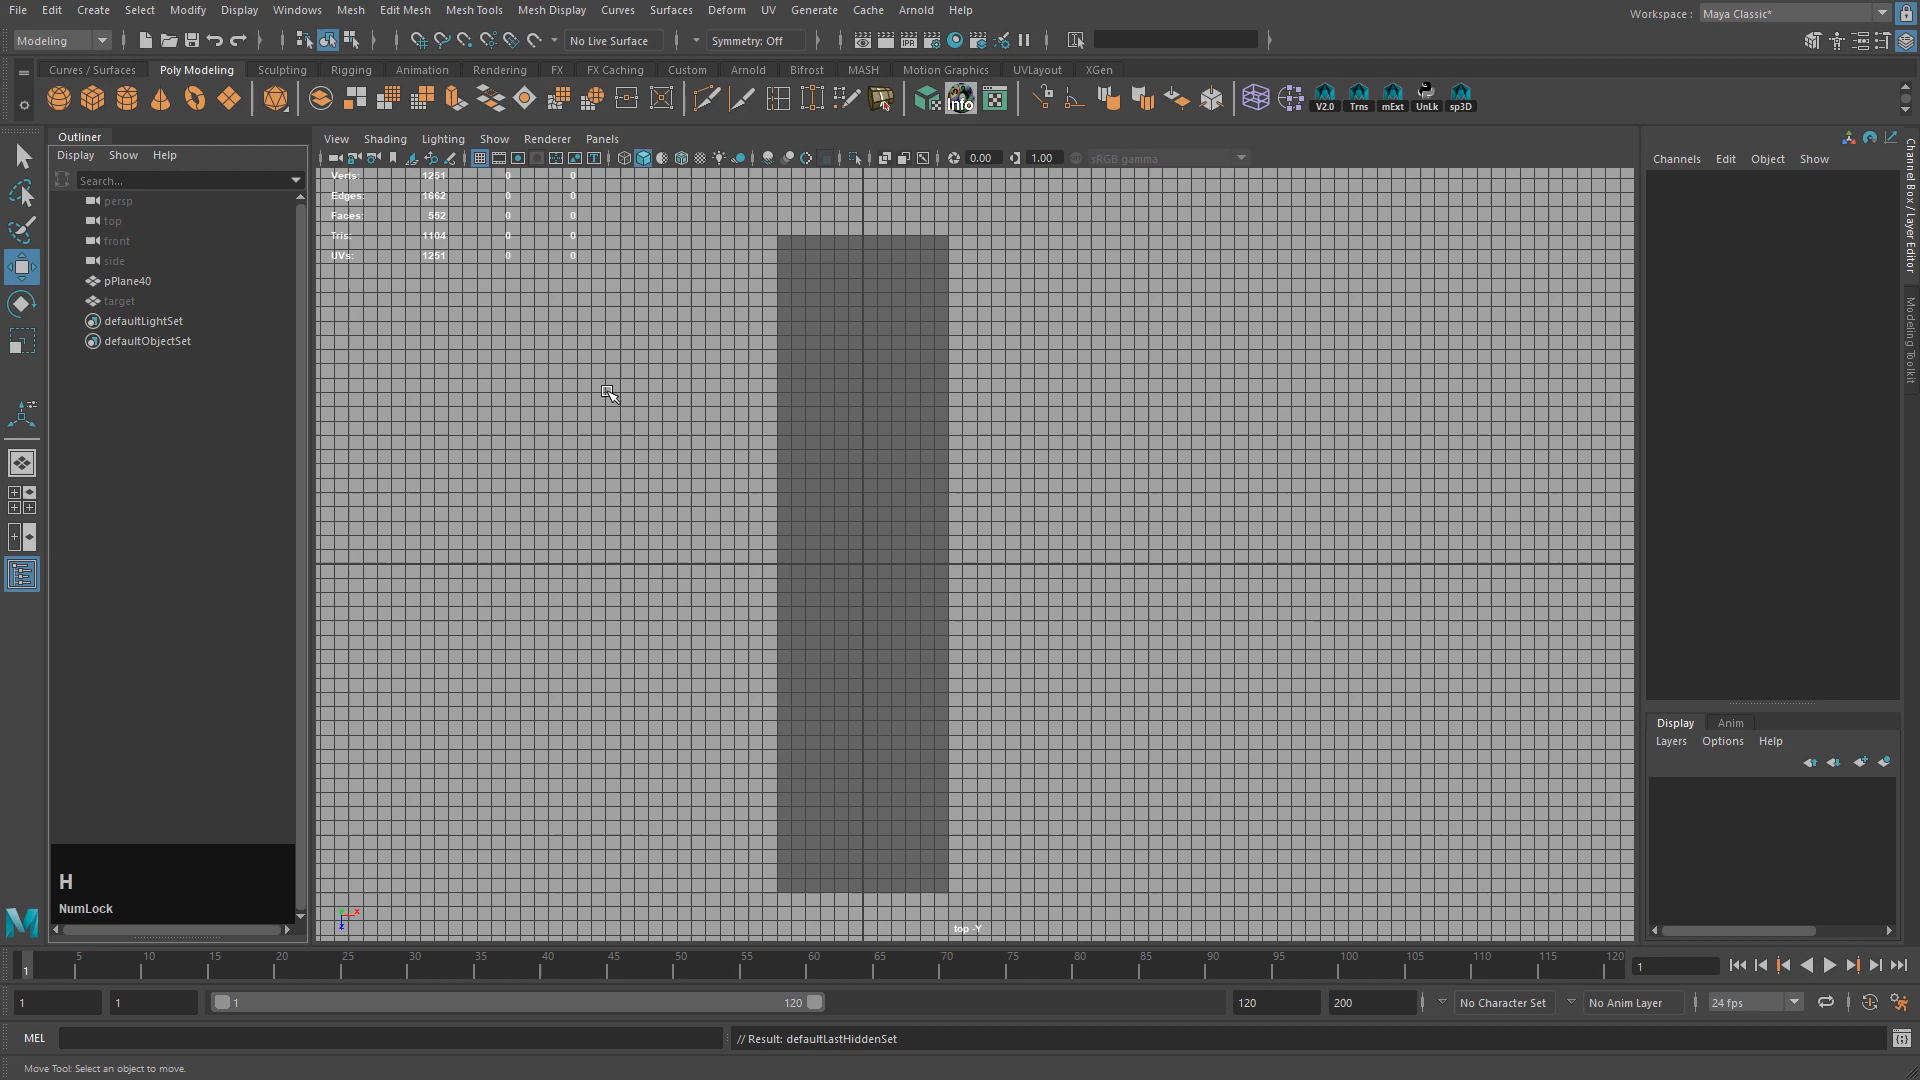 File Edit Create Select Modify Display Windows Mesh Edit Mesh Mesh Tools Mesh Display Curves Surfaces Deform UV Generate Cache Arnold Help
Workspace : Maya Classic*
Modeling No Live Surface Symmetry: Off
Curves / Surfaces Poly Modeling Sculpting Rigging Animation Rendering FX FX Caching Custom Arnold Bifrost MASH Motion Graphics UVLayout XGen
Info V2.0 Trns mExt UnLk sp3D
Outliner
Display Show Help
Search...
persp
top
front
side
pPlane40
target
defaultLightSet
defaultObjectSet
H
NumLock
View Shading Lighting Show Renderer Panels
0.00 1.00 sRGB gamma
Verts: 1251 0 0
Edges: 1662 0 0
Faces: 552 0 0
Tris: 1104 0 0
UVs: 1251 0 0
x
z
top -Y
Channels Edit Object Show
Channel Box / Layer Editor
Modeling Toolkit
Display Anim
Layers Options Help
1 5 10 15 20 25 30 35 40 45 50 55 60 65 70 75 80 85 90 95 100 105 110 115 120 1
1 1 1 120 120 200 No Character Set No Anim Layer 24 fps
MEL // Result: defaultLastHiddenSet
Move Tool: Select an object to move.